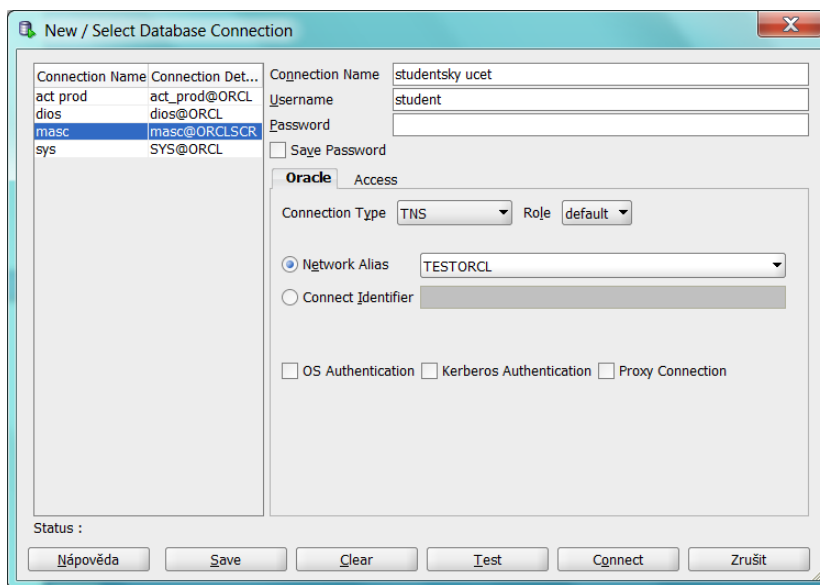 New / Select Database Connection
Connection Name Connection Det...
act prod act_prod@ORCL
dios dios@ORCL
masc masc@ORCLSCR
sys SYS@ORCL
Connection Name studentsky ucet
Username student
Password
Save Password
Oracle Access
Connection Type TNS Role default
Network Alias TESTORCL
Connect Identifier
OS Authentication Kerberos Authentication Proxy Connection
Status :
Nápověda Save Clear Test Connect Zrušit